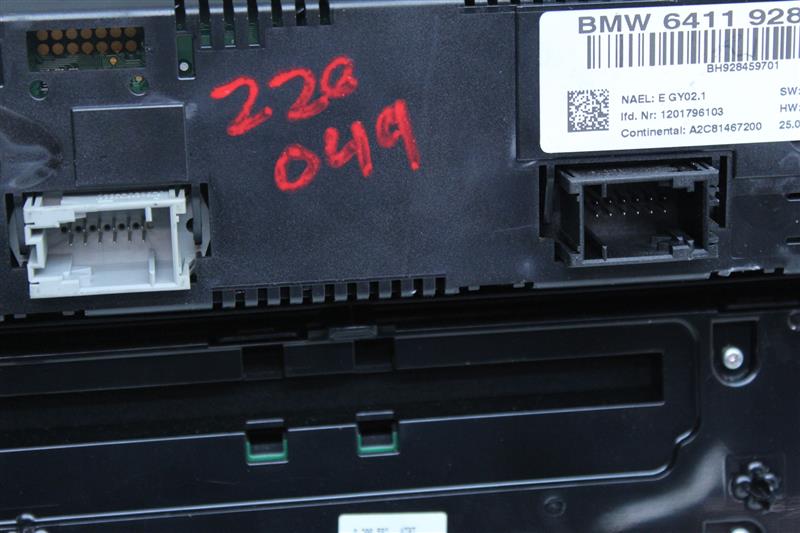 220
049
BMW 6411 928
BH928459701
NAEL: E GY02.1
SW:
lfd. Nr: 1201796103
HW:
Continental: A2C81467200
25.0